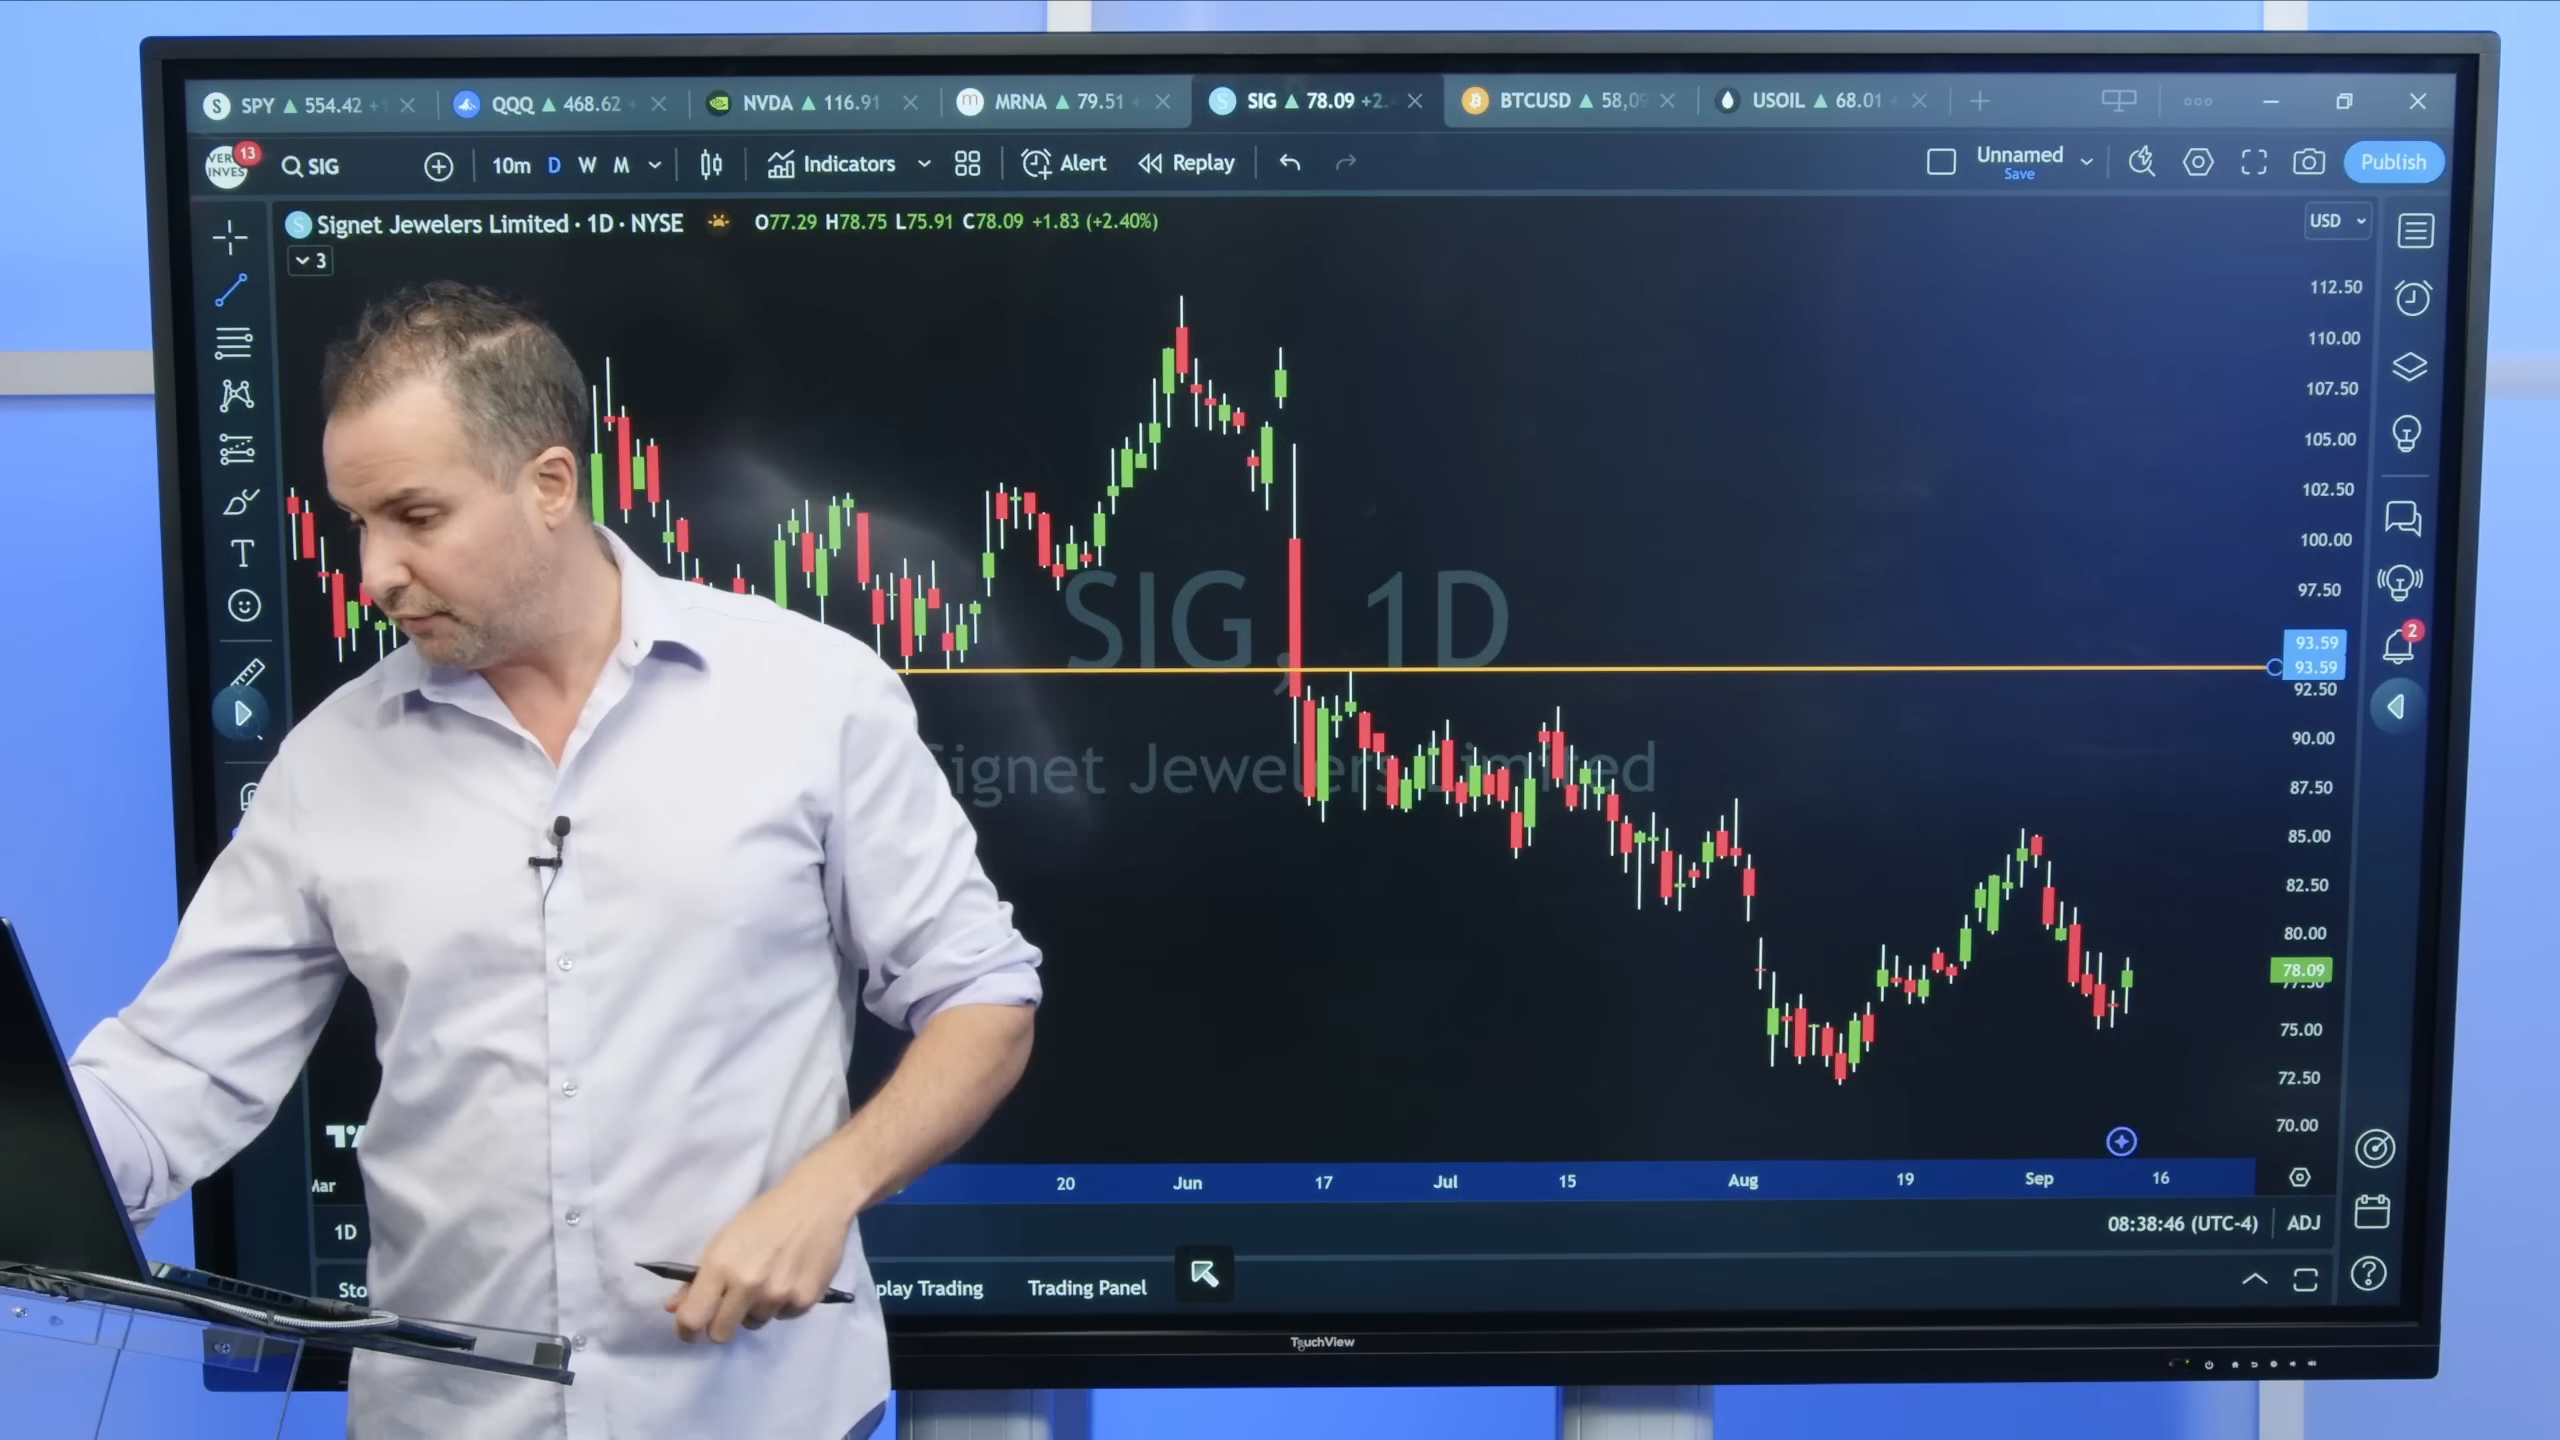 SPY 554.42 QQQ 468.62 NVDA 116.91 MRNA 79.51 SIG 78.09 +2. BTCUSD 58,09 USOIL 68.01
13 SIG 10m D W M Indicators Alert Replay Unnamed Publish
VER
INVES
Save
Signet Jewelers Limited · 1D · NYSE O77.29 H78.75 L75.91 C78.09 +1.83 (+2.40%) USD
3
112.50
110.00
107.50
105.00
102.50
100.00
SIG, 1D
97.50
2
93.59
93.59
92.50
90.00
ignet Jewelers Limited
87.50
85.00
82.50
80.00
78.09
75.00
72.50
70.00
Mar 20 Jun 17 Jul 15 Aug 19 Sep 16
1D 08:38:46 (UTC-4) ADJ
Sto play Trading Trading Panel
TouchView